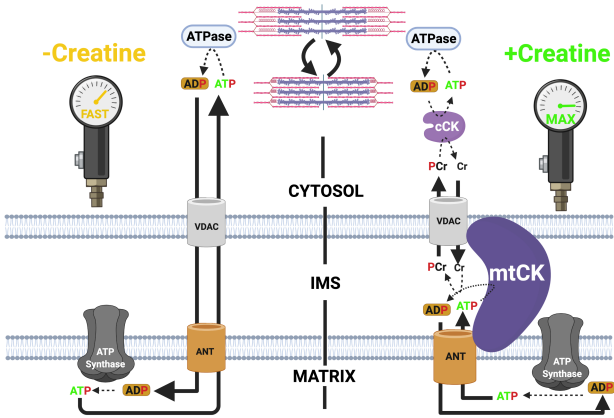 -Creatine
+Creatine
ATPase
ATPase
ADP
ATP
ADP
ATP
FAST
MAX
cCK
PCr
Cr
CYTOSOL
VDAC
VDAC
IMS
PCr
Cr
mtCK
ADP
ATP
ATP
Synthase
ANT
ANT
ATP
Synthase
MATRIX
ATP
ADP
ATP
ADP